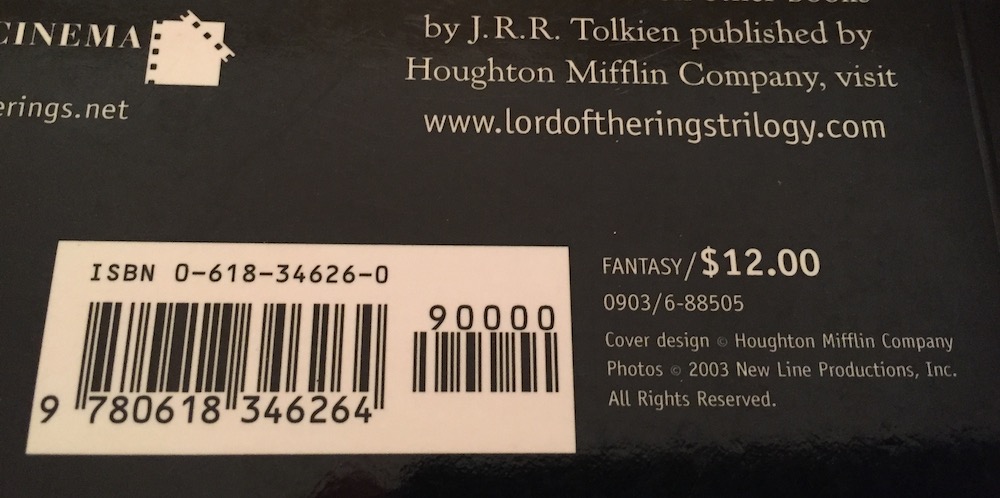 CINEMA
erings.net
by J.R.R. Tolkien published by
Houghton Mifflin Company, visit
www.lordoftheringstrilogy.com
ISBN 0-618-34626-0
90000
9 780618 346264
FANTASY/$12.00
0903/6-88505
Cover design © Houghton Mifflin Company
Photos © 2003 New Line Productions, Inc.
All Rights Reserved.